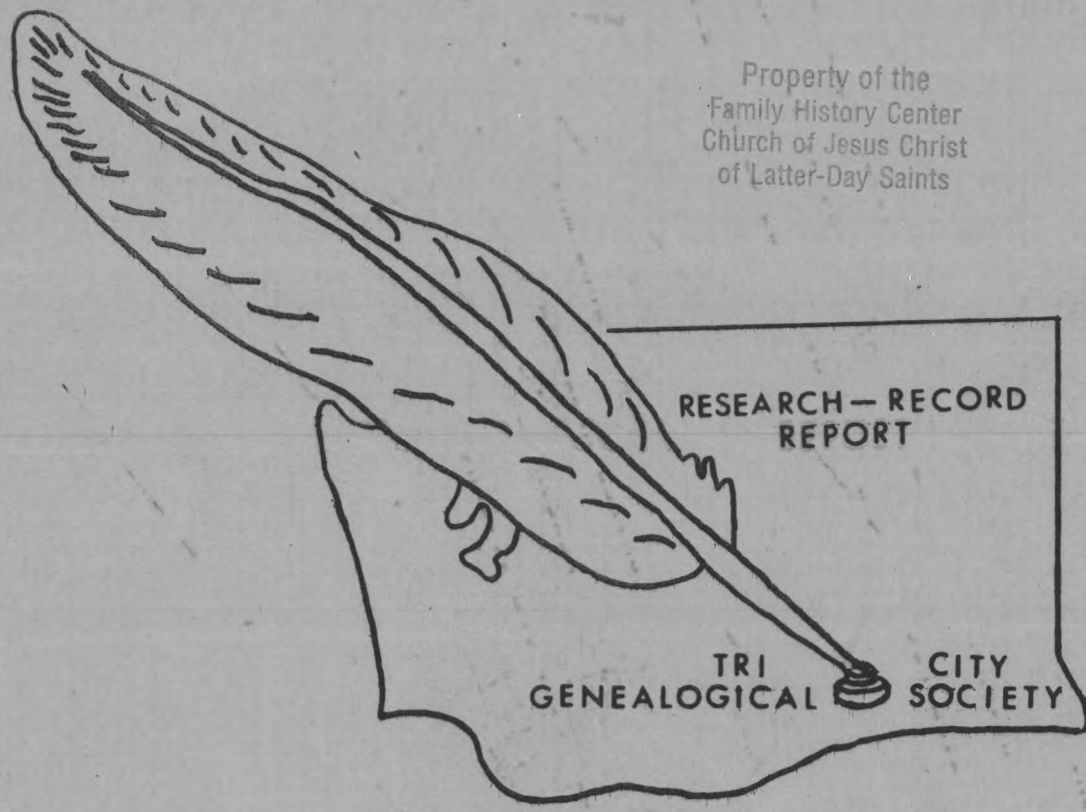 Property of the
Family History Center
Church of Jesus Christ
of Latter-Day Saints
RESEARCH — RECORD
REPORT
TRI CITY
GENEALOGICAL SOCIETY